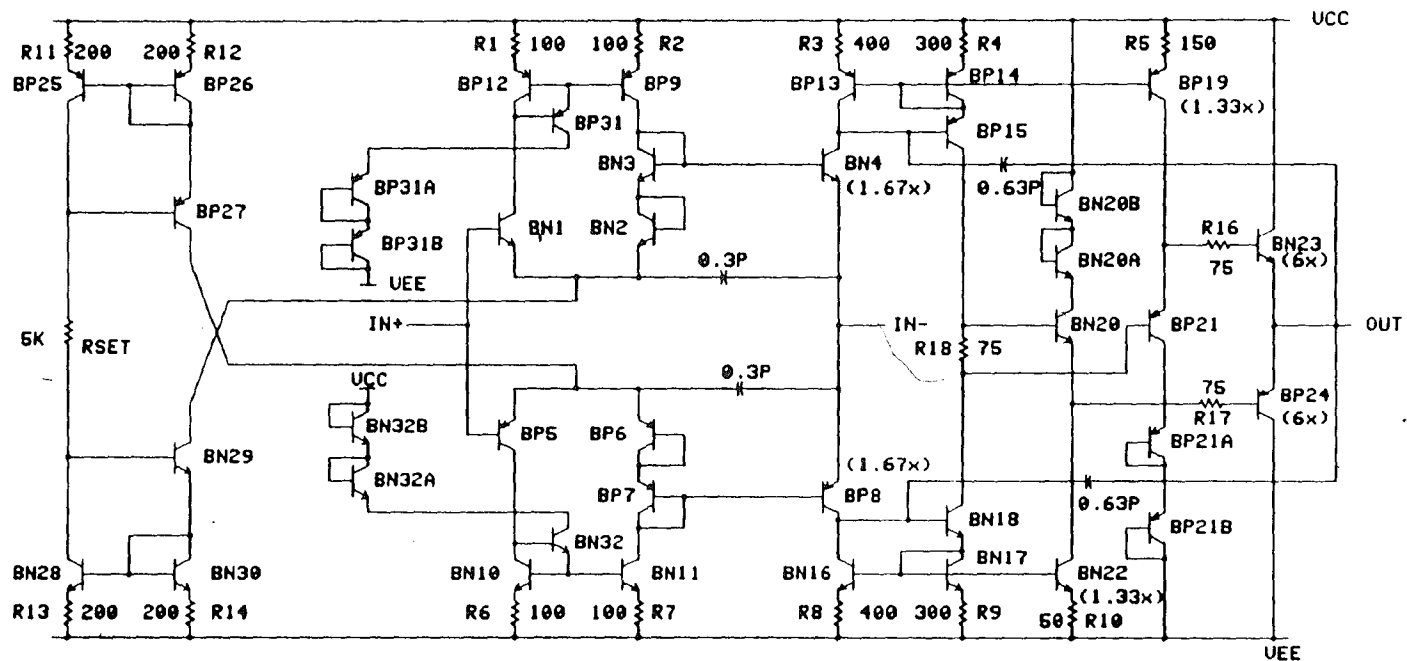 VCC
R11 200 200 R12 R1 100 100 R2 R3 400 300 R4 R5 150
BP25 BP26 BP12 BP9 BP13 BP14 BP19
(1.33x)
BP31 BP15
BN3 BN4
(1.67x) 0.63P
BP31A BN20B
BP27 BN1 BN2 R16
BP31B 0.3P BN20A 75 BN23
(6x)
VEE
IN+ IN- BN20 BP21 OUT
5K RSET R18 75
0.3P
VCC 75 BP24
R17 (6x)
BN32B BP5 BP6 BP21A
BN29 (1.67x)
BN32A BP7 BP8 0.63P
BN18 BP21B
BN32 BN17
BN28 BN30 BN10 BN11 BN16 BN22
(1.33x)
R13 200 200 R14 R6 100 100 R7 R8 400 300 R9 50 R10
VEE